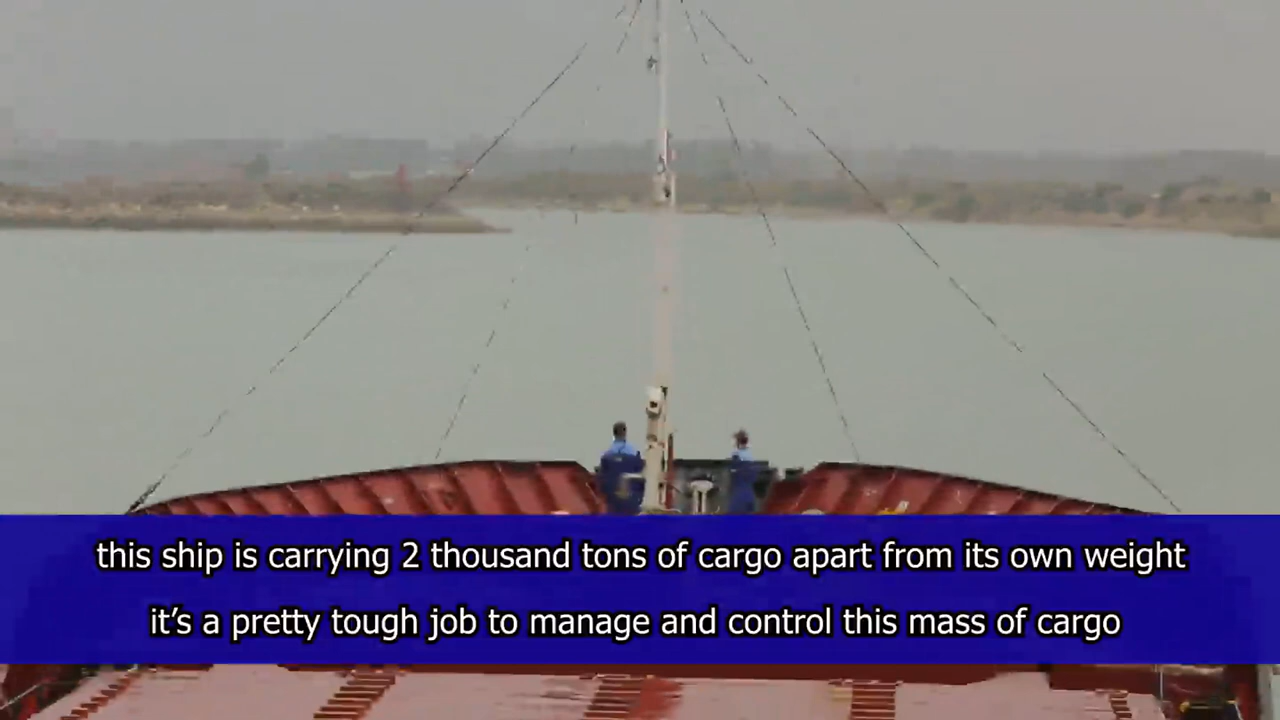 this ship is carrying 2 thousand tons of cargo apart from its own weight
it’s a pretty tough job to manage and control this mass of cargo